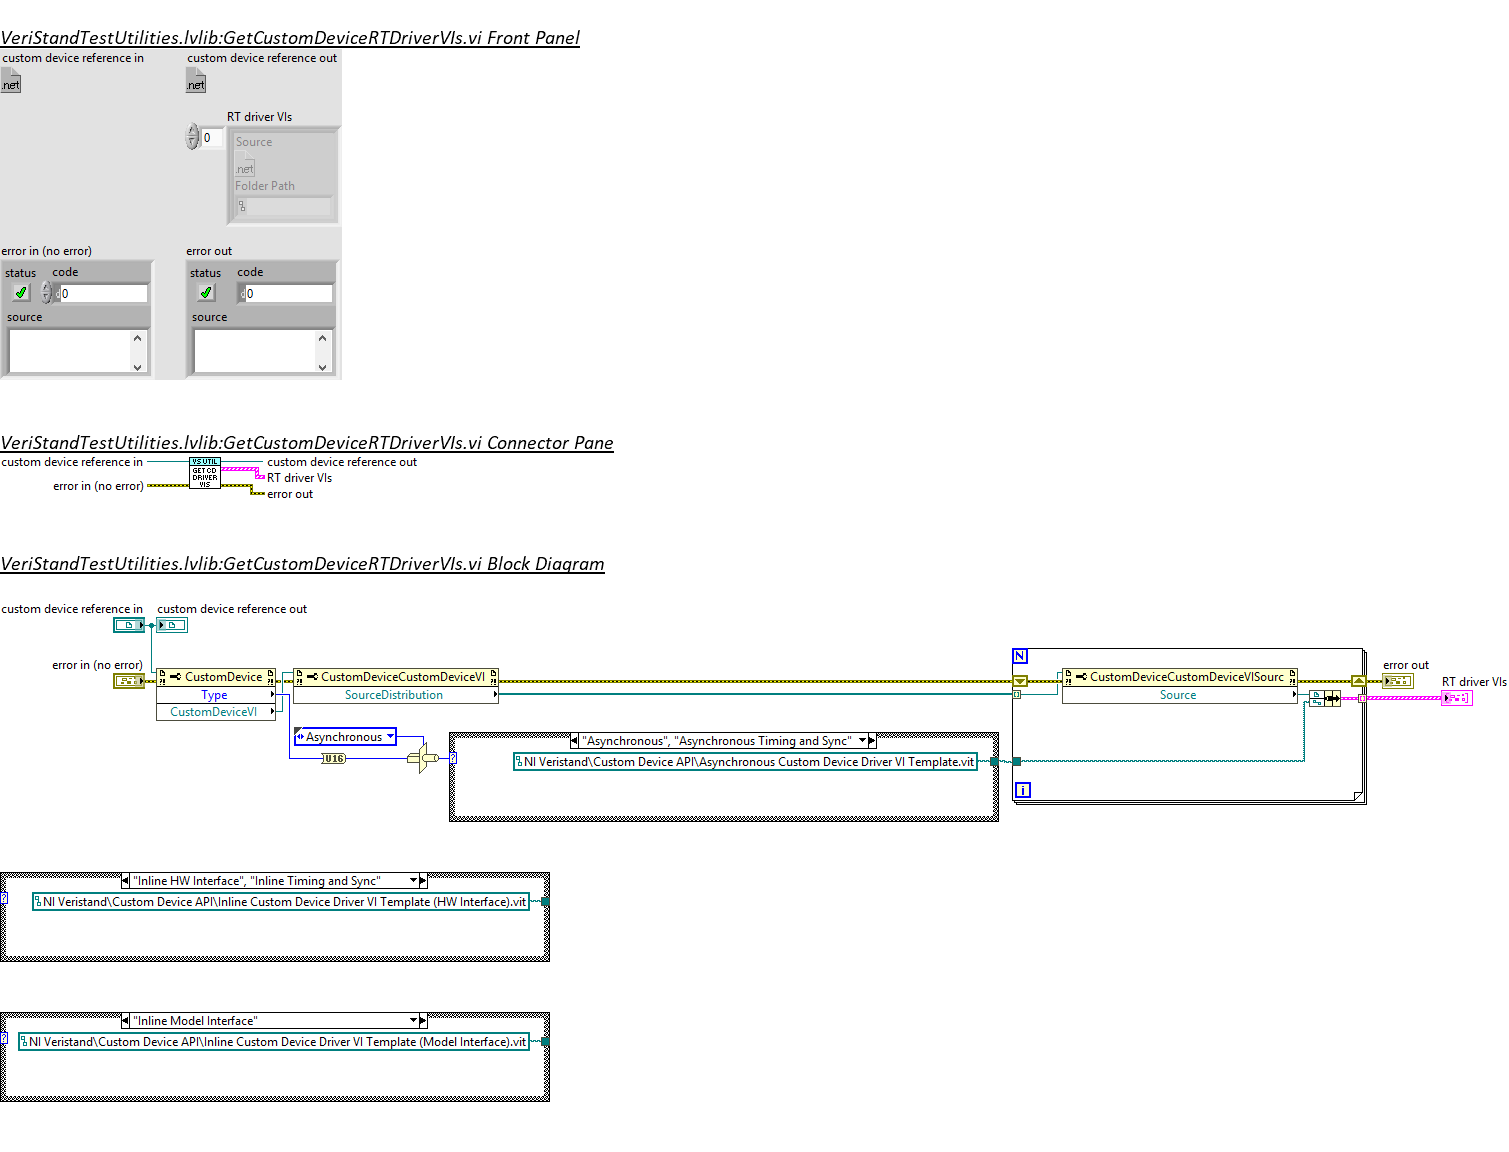 VeriStandTestUtilities.lvlib:GetCustomDeviceRTDriverVIs.vi Front Panel
custom device reference in
custom device reference out
.net
.net
RT driver VIs
0
Source
.net
Folder Path
error in (no error)
error out
status code
status code
0
0
source
source
VeriStandTestUtilities.lvlib:GetCustomDeviceRTDriverVIs.vi Connector Pane
custom device reference in
VS UTIL
GET CD
DRIVER
VIS
custom device reference out
RT driver VIs
error in (no error)
error out
VeriStandTestUtilities.lvlib:GetCustomDeviceRTDriverVIs.vi Block Diagram
custom device reference in
custom device reference out
N
error in (no error)
error out
CustomDevice
CustomDeviceCustomDeviceVI
CustomDeviceCustomDeviceVISourc
RT driver VIs
Type
SourceDistribution
Source
CustomDeviceVI
Asynchronous
"Asynchronous", "Asynchronous Timing and Sync"
U16
?
NI Veristand\Custom Device API\Asynchronous Custom Device Driver VI Template.vit
i
"Inline HW Interface", "Inline Timing and Sync"
?
NI Veristand\Custom Device API\Inline Custom Device Driver VI Template (HW Interface).vit
"Inline Model Interface"
?
NI Veristand\Custom Device API\Inline Custom Device Driver VI Template (Model Interface).vit